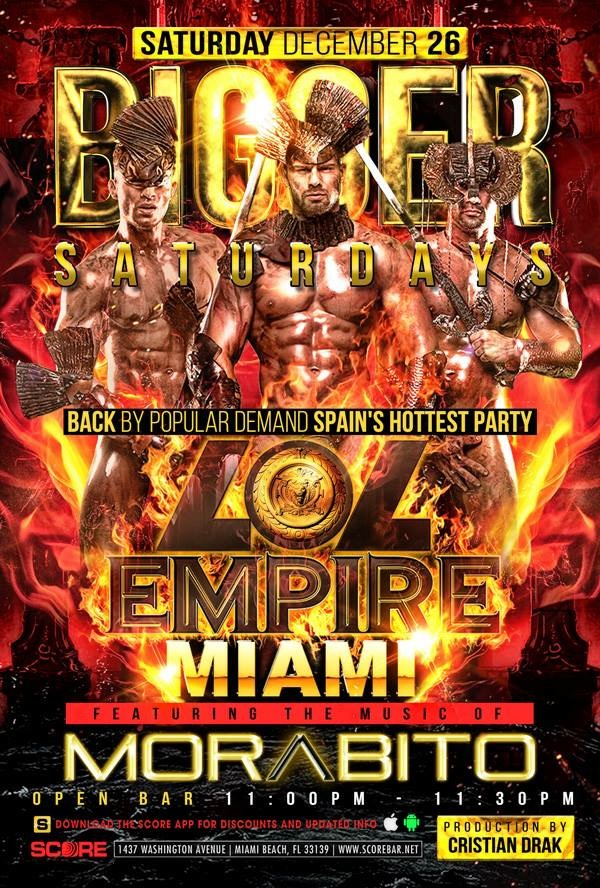 SATURDAY DECEMBER 26
BIGGER
SATURDAYS
BACK BY POPULAR DEMAND SPAIN'S HOTTEST PARTY
LOL
EMPIRE
MIAMI
FEATURING THE MUSIC OF
MORABITO
OPEN BAR 11:00PM 11:30PM
S DOWNLOAD THE SCORE APP FOR DISCOUNTS AND UPDATED INFO
SCORE 1437 WASHINGTON AVENUE | MIAMI BEACH, FL 33139 | WWW.SCOREBAR.NET
PRODUCTION BY
CRISTIAN DRAK